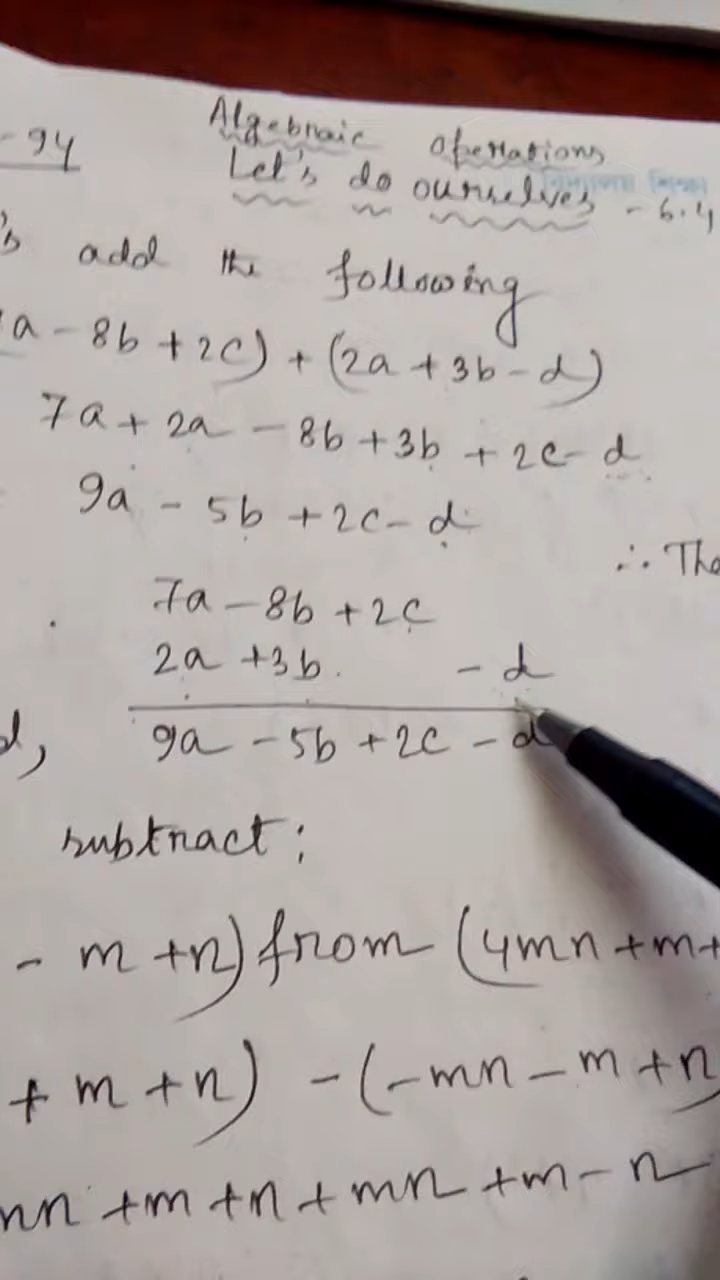 - 94
Algebraic Operations
Let's do ourselves - 6.4
's add the following
a - 8b + 2c) + (2a + 3b - d)
7a + 2a - 8b + 3b + 2c - d
9a - 5b + 2c - d
∴ The
7a - 8b + 2c
2a + 3b - d
d, 9a - 5b + 2c - d
subtract:
- m + n) from (4mn + m +
+ m + n) - (-mn - m + n
mn + m + n + mn + m - n